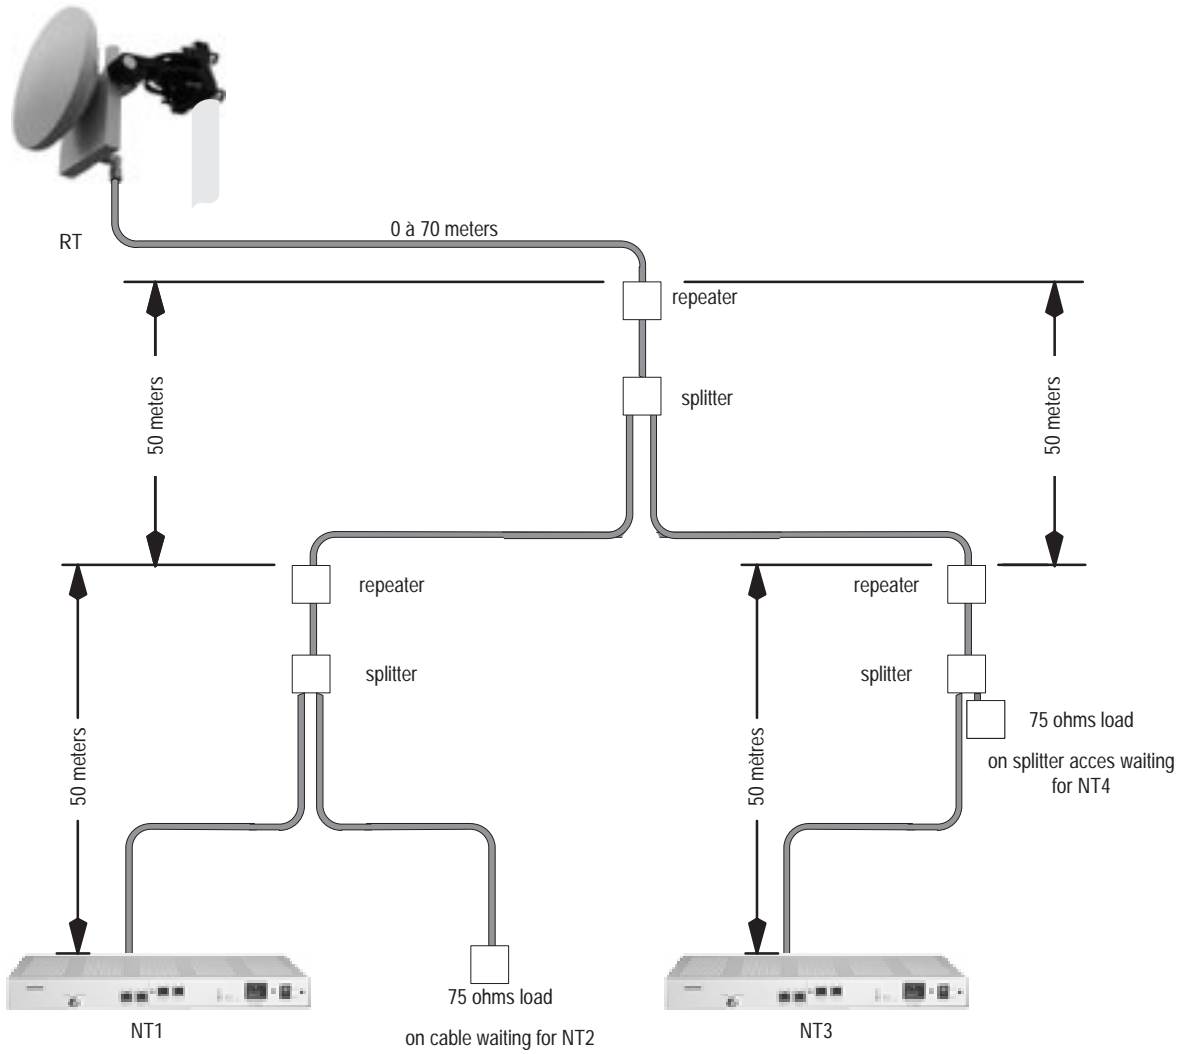 0 à 70 meters
RT
repeater
50 meters
50 meters
splitter
repeater
repeater
splitter
splitter
50 meters
50 mètres
75 ohms load
on splitter acces waiting
for NT4
75 ohms load
NT1
on cable waiting for NT2
NT3